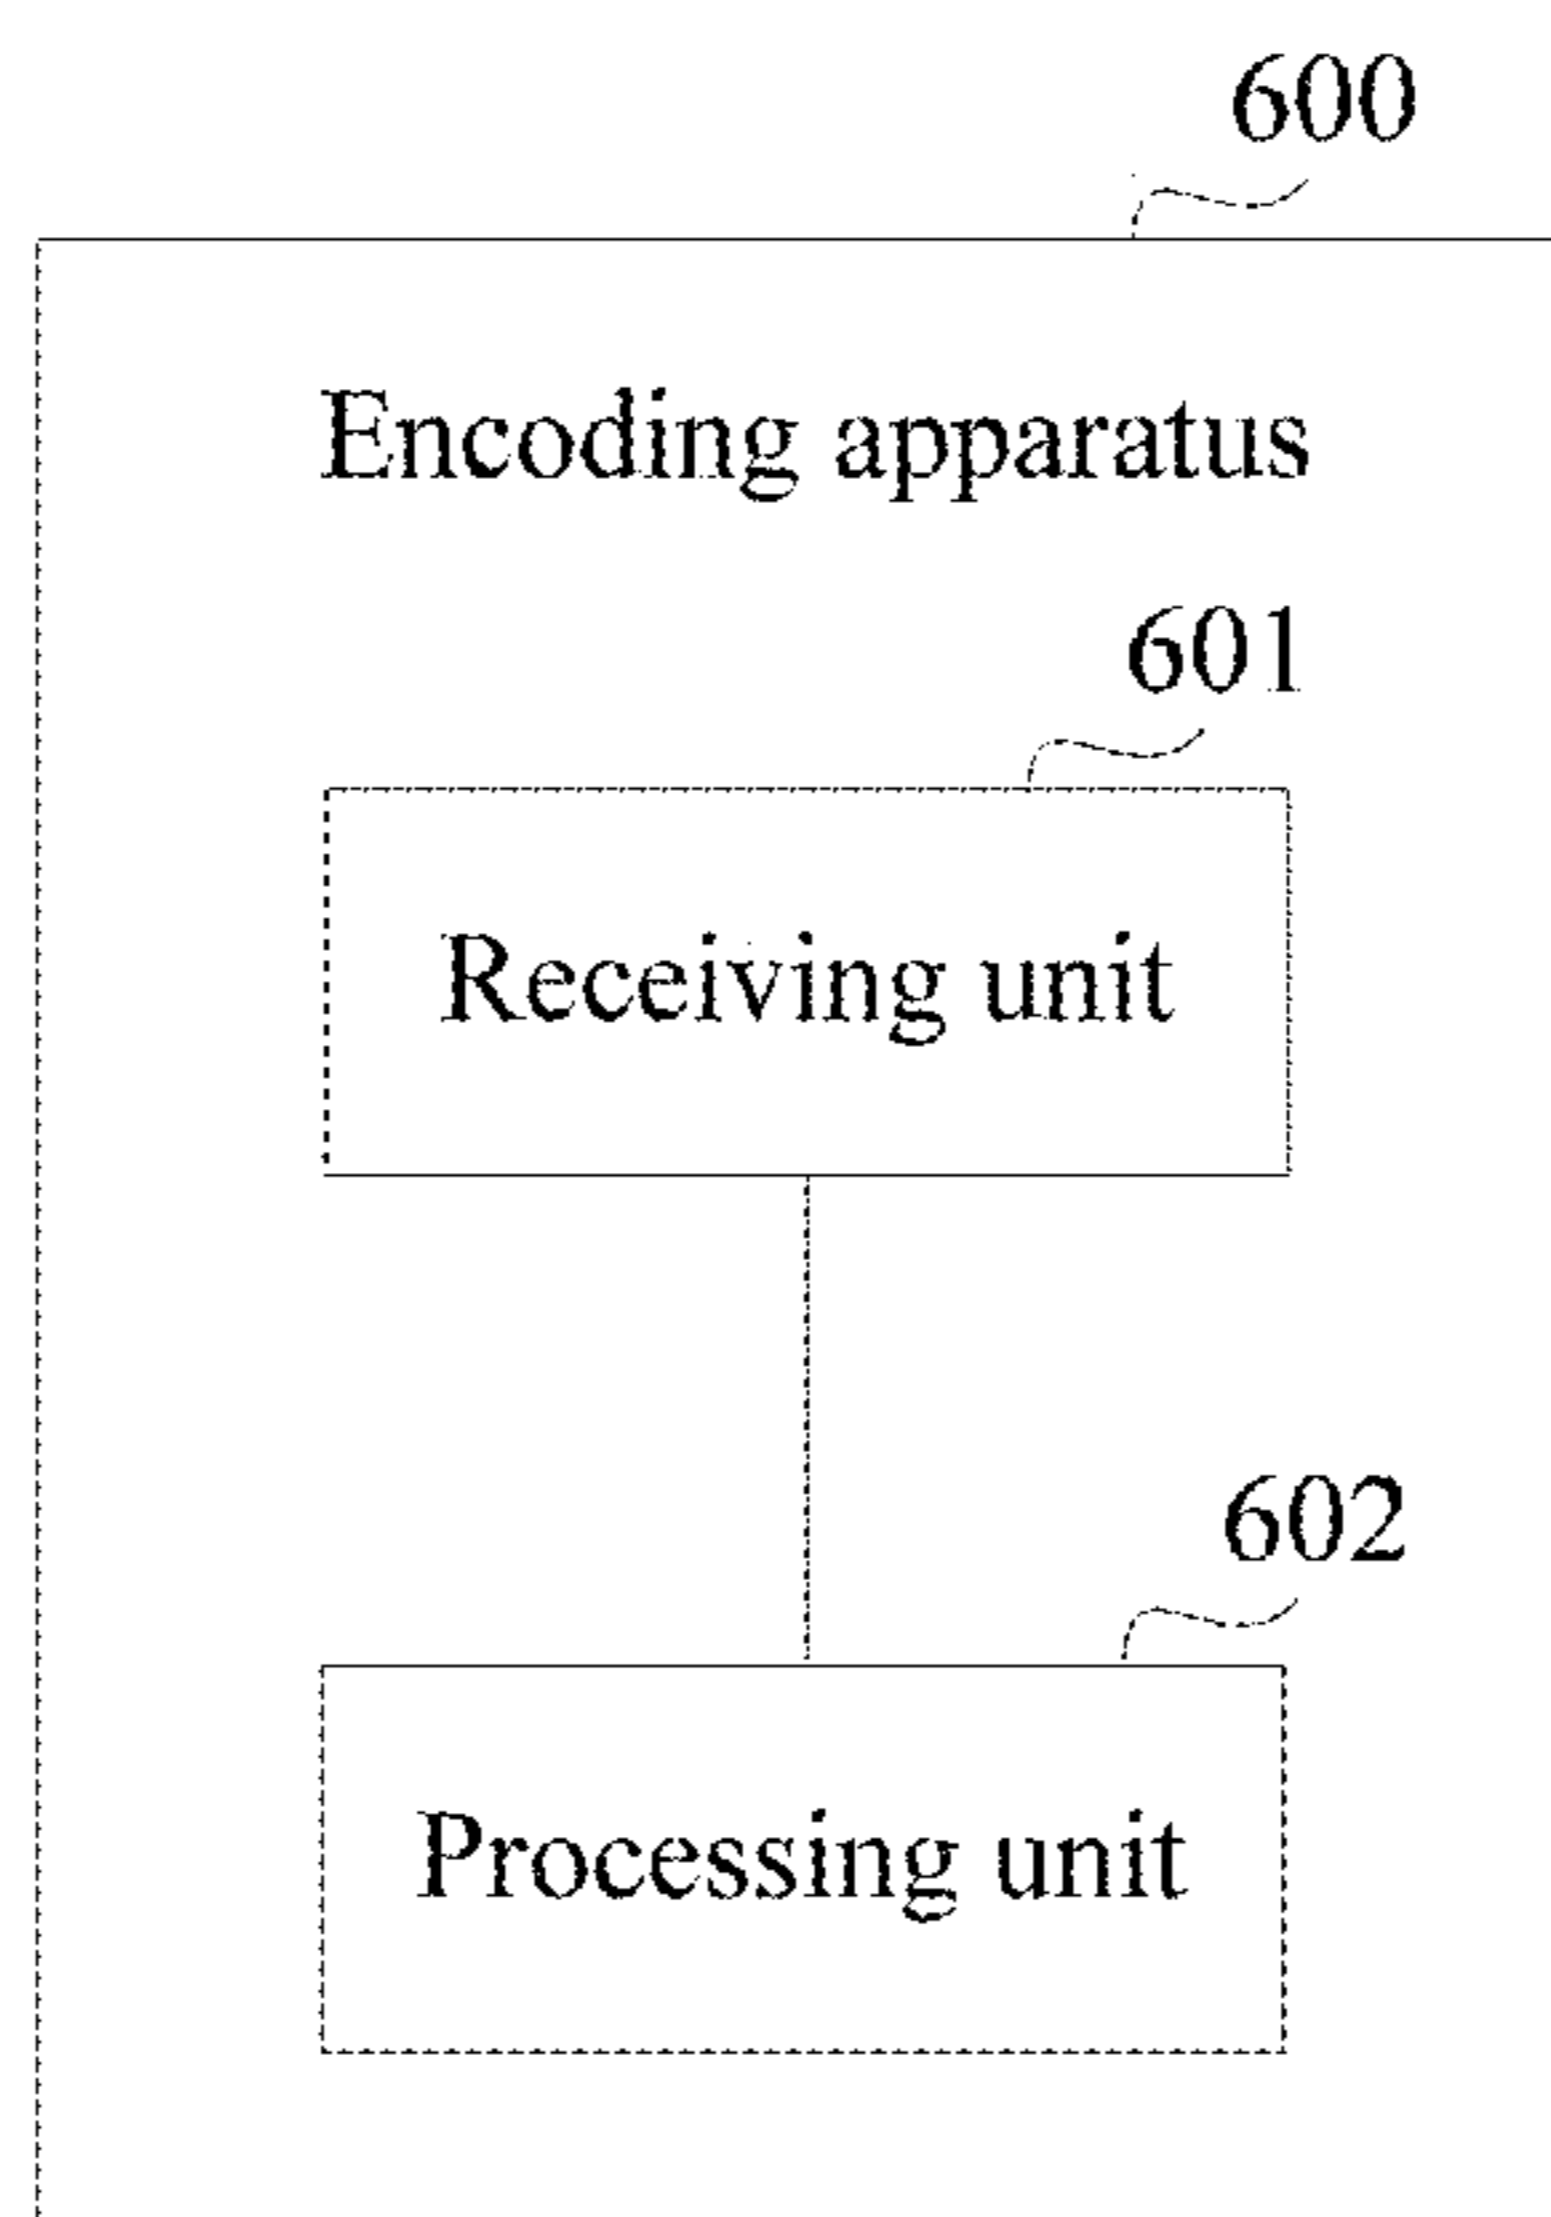 600
Encoding apparatus
601
Receiving unit
602
Processing unit